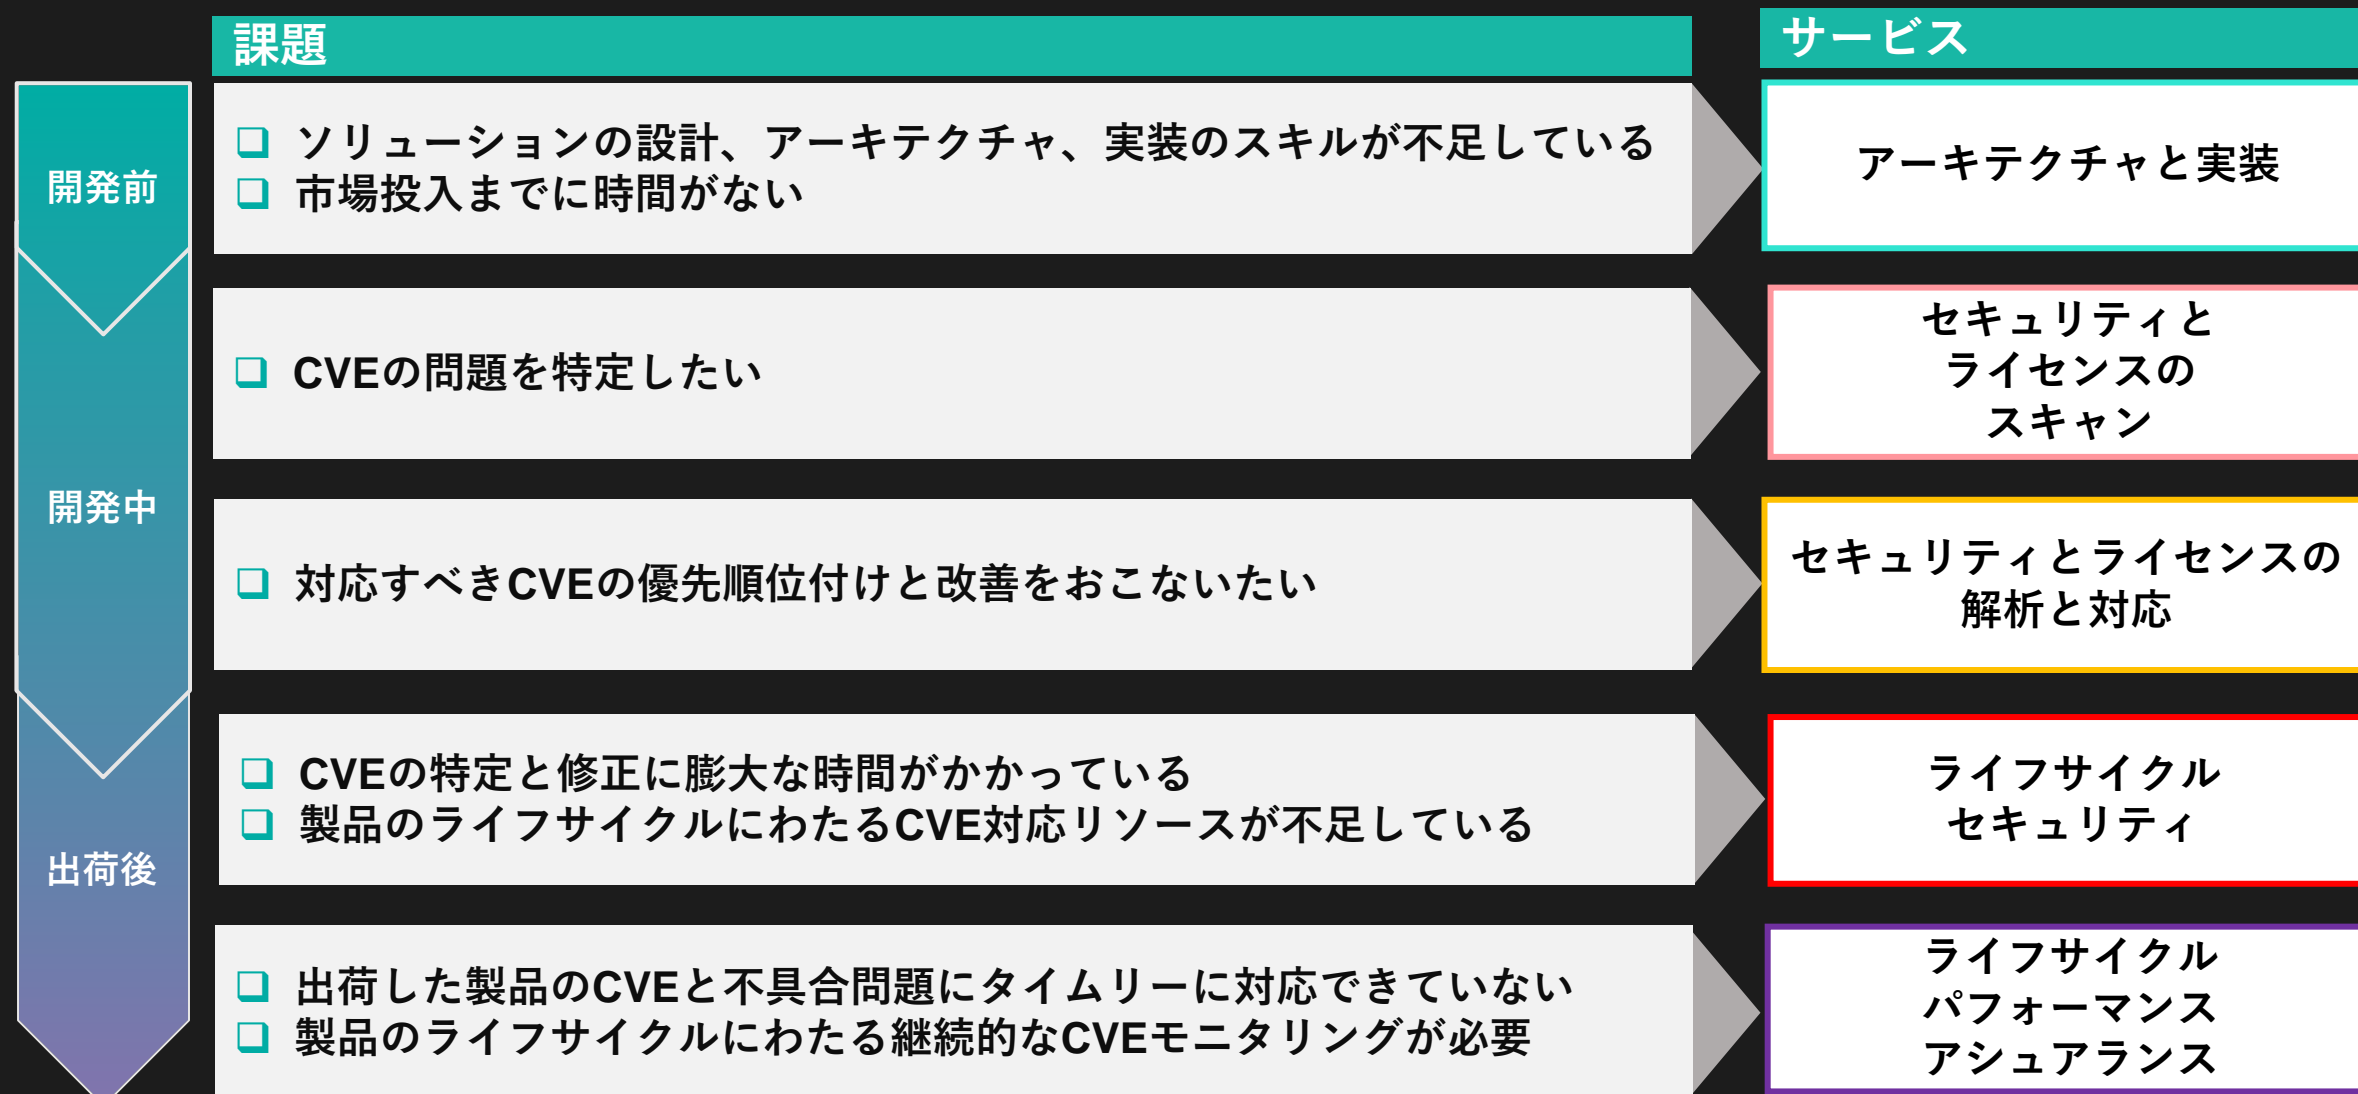 課題
サービス
開発前
ソリューションの設計、アーキテクチャ、実装のスキルが不足している
市場投入までに時間がない
アーキテクチャと実装
開発中
CVEの問題を特定したい
セキュリティと
ライセンスの
スキャン
対応すべきCVEの優先順位付けと改善をおこないたい
セキュリティとライセンスの
解析と対応
出荷後
CVEの特定と修正に膨大な時間がかかっている
製品のライフサイクルにわたるCVE対応リソースが不足している
ライフサイクル
セキュリティ
出荷した製品のCVEと不具合問題にタイムリーに対応できていない
製品のライフサイクルにわたる継続的なCVEモニタリングが必要
ライフサイクル
パフォーマンス
アシュアランス